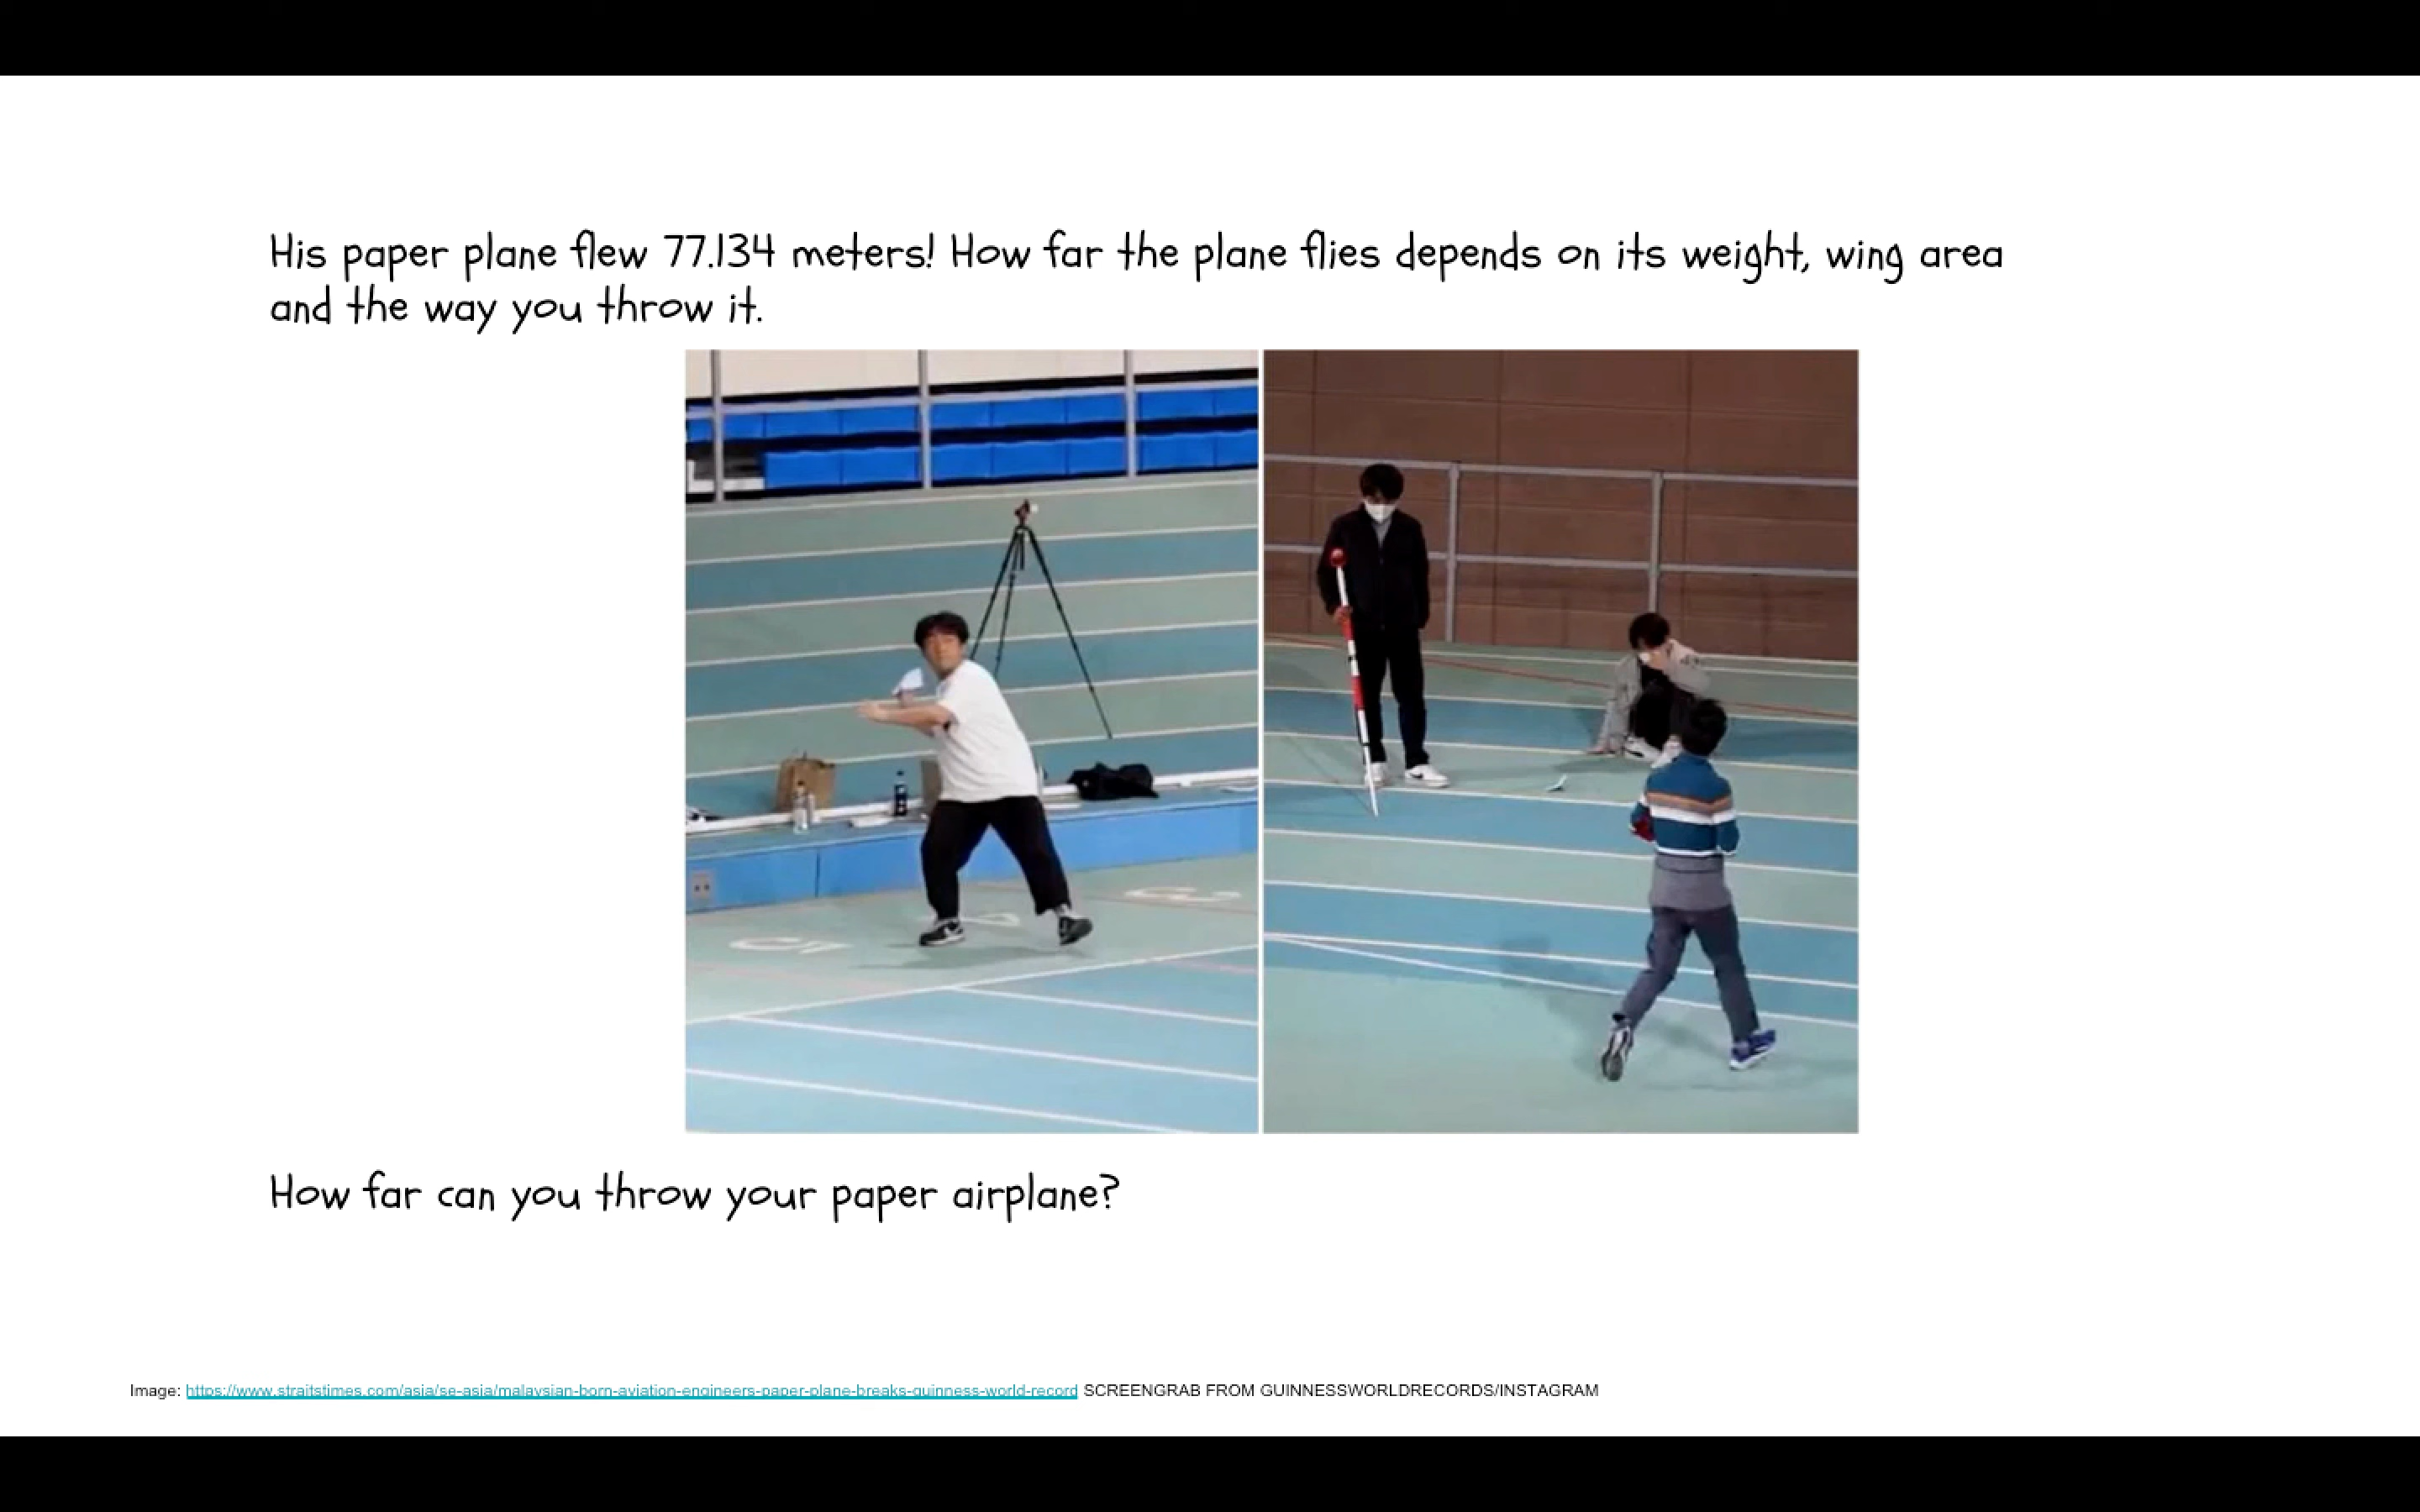 His paper plane flew 77.134 meters! How far the plane flies depends on its weight, wing area
and the way you throw it.
5
How far can you throw your paper airplane?
Image: https://www.straitstimes.com/asia/se-asia/malaysian-born-aviation-engineers-paper-plane-breaks-guinness-world-record SCREENGRAB FROM GUINNESSWORLDRECORDS/INSTAGRAM